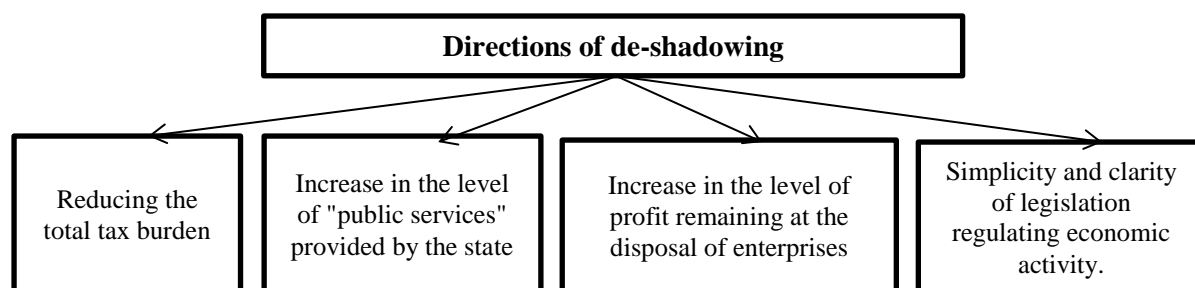 Directions of de-shadowing
Reducing the
total tax burden
Increase in the level
of "public services"
provided by the state
Increase in the level of
profit remaining at the
disposal of enterprises
Simplicity and clarity
of legislation
regulating economic
activity.